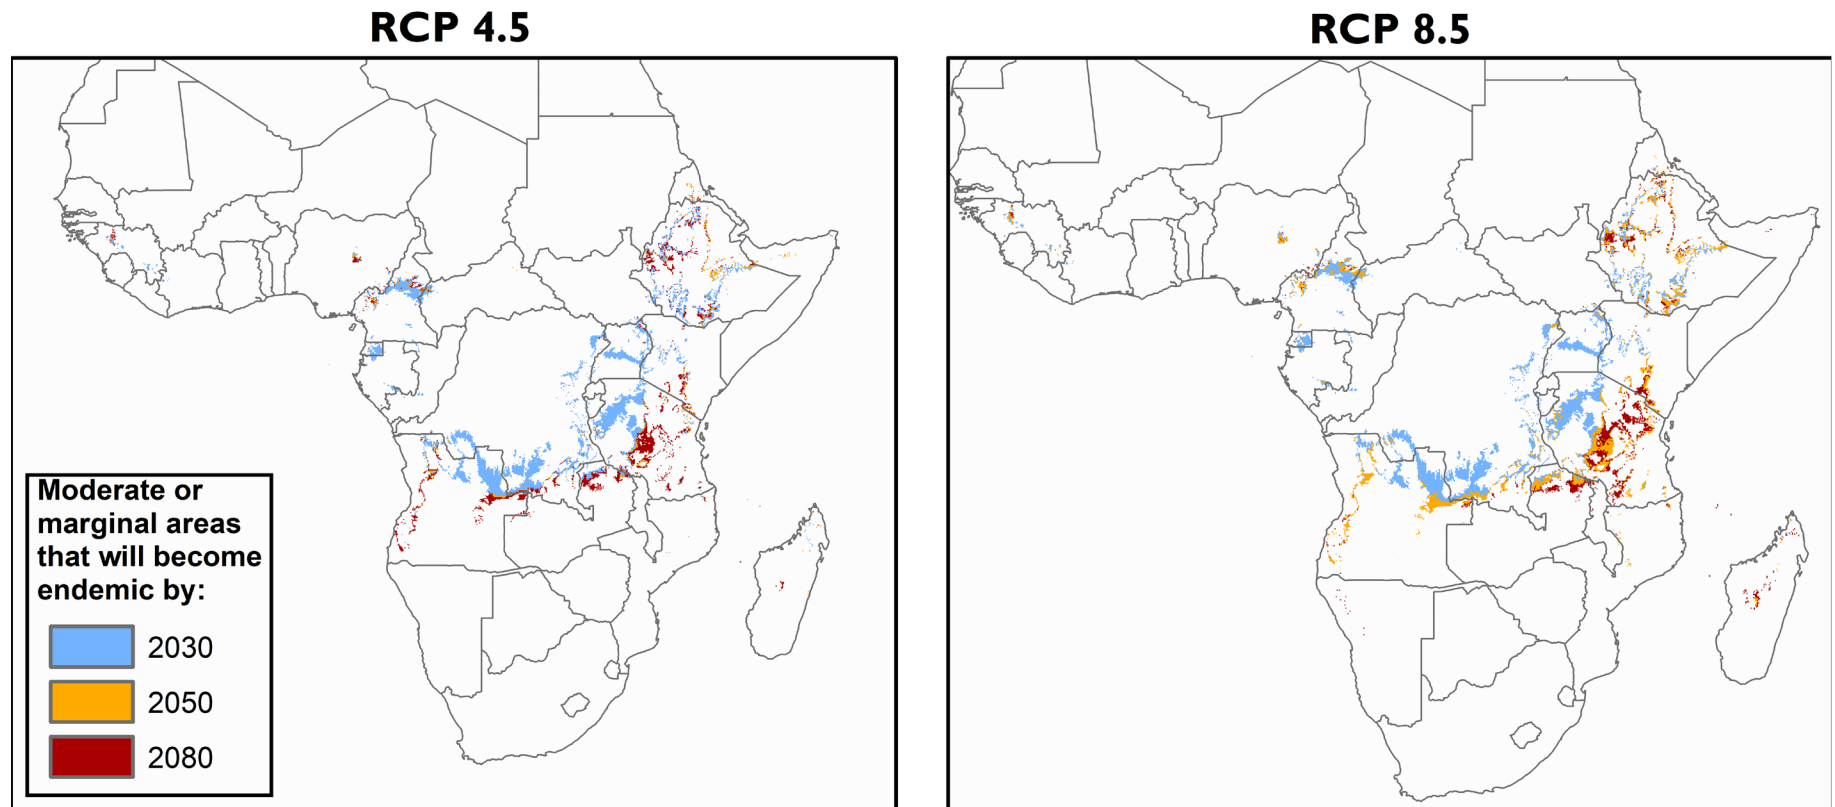 RCP 4.5
RCP 8.5
Moderate or
marginal areas
that will become
endemic by:
2030
2050
2080